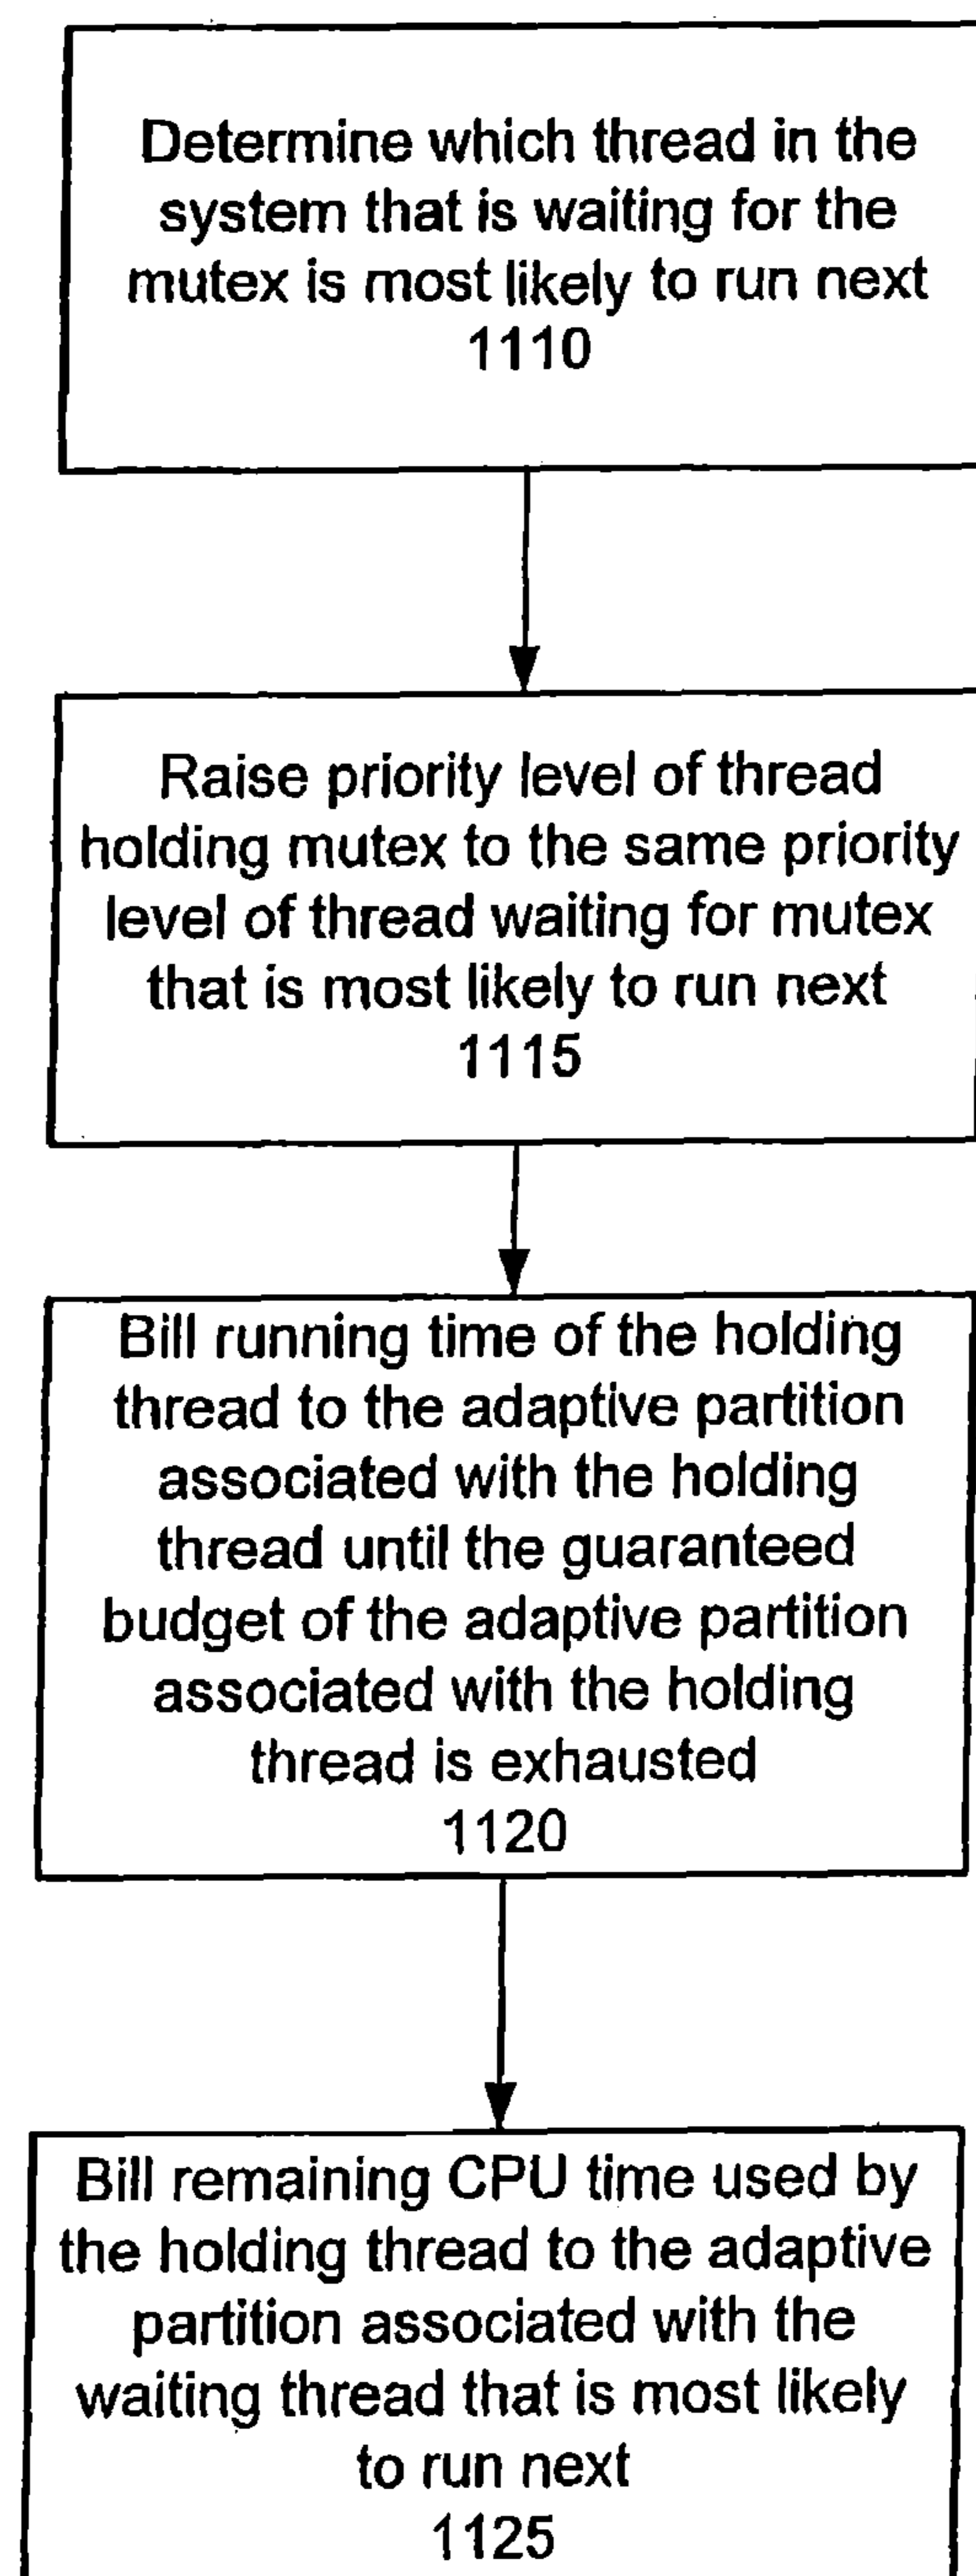 Determine which thread in the
system that is waiting for the
mutex is most likely to run next
1110
Raise priority level of thread
holding mutex to the same priority
level of thread waiting for mutex
that is most likely to run next
1115
Bill running time of the holding
thread to the adaptive partition
associated with the holding
thread until the guaranteed
budget of the adaptive partition
associated with the holding
thread is exhausted
1120
Bill remaining CPU time used by
the holding thread to the adaptive
partition associated with the
waiting thread that is most likely
to run next
1125